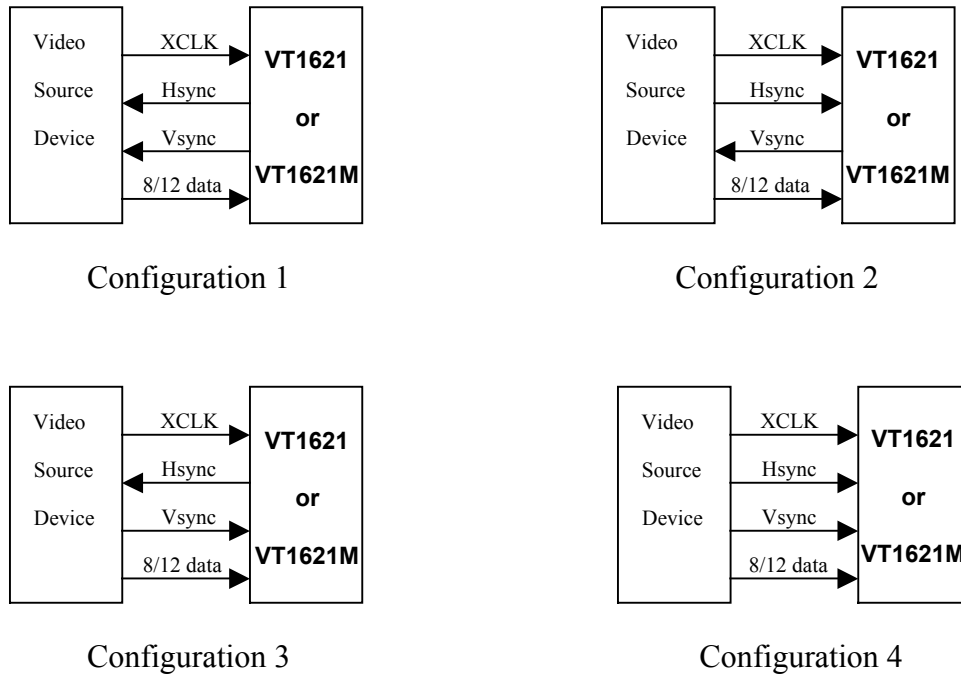 Video
Source
Device
XCLK
Hsync
Vsync
8/12 data
VT1621
or
VT1621M
Configuration 1
Video
Source
Device
XCLK
Hsync
Vsync
8/12 data
VT1621
or
VT1621M
Configuration 2
Video
Source
Device
XCLK
Hsync
Vsync
8/12 data
VT1621
or
VT1621M
Configuration 3
Video
Source
Device
XCLK
Hsync
Vsync
8/12 data
VT1621
or
VT1621M
Configuration 4